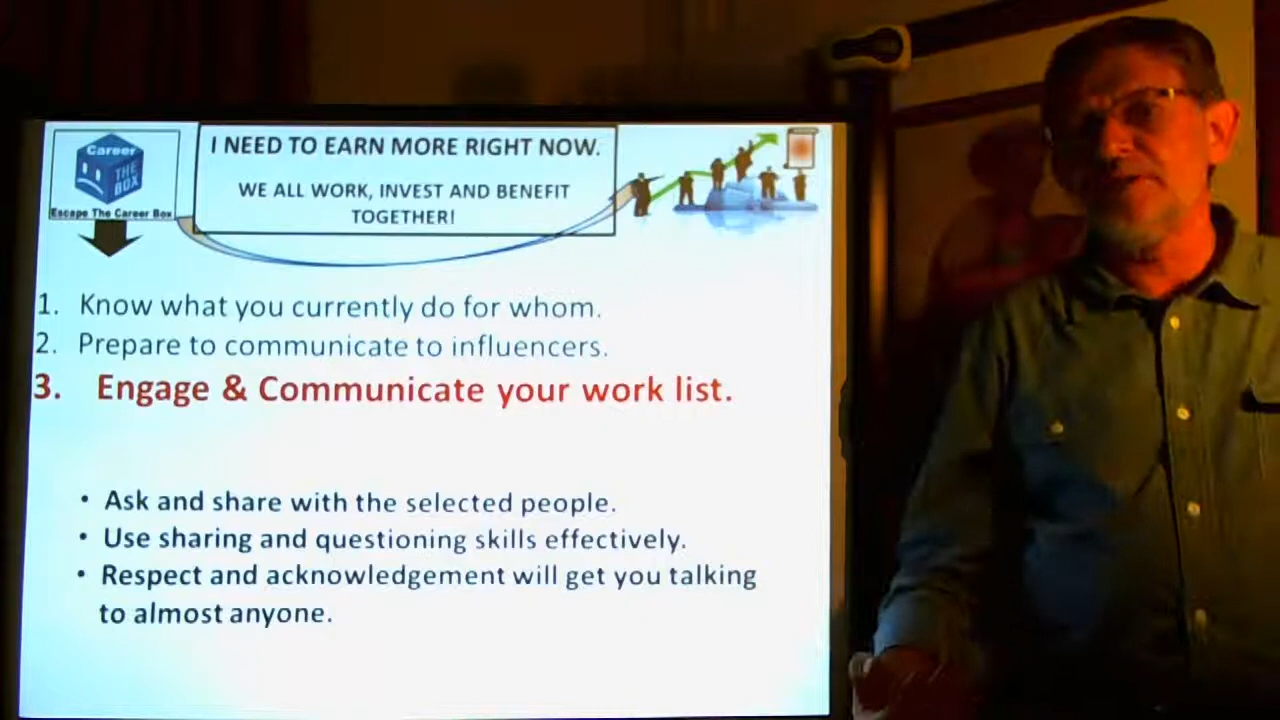 Career
THE
BOX
Escape The Career Box
I NEED TO EARN MORE RIGHT NOW.
WE ALL WORK, INVEST AND BENEFIT
TOGETHER!
1. Know what you currently do for whom.
2. Prepare to communicate to influencers.
3. Engage & Communicate your work list.
• Ask and share with the selected people.
• Use sharing and questioning skills effectively.
• Respect and acknowledgement will get you talking
to almost anyone.